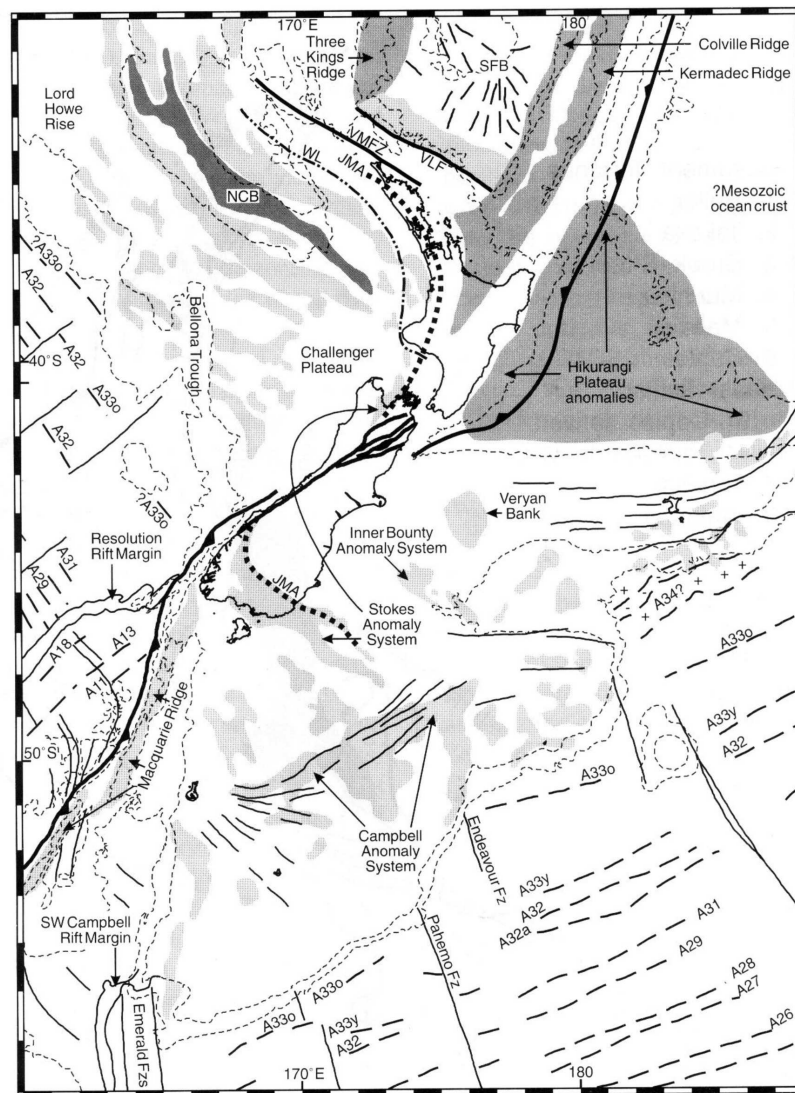 170°E
180
Three
Kings
Ridge
SFB
Colville Ridge
Kermadec Ridge
Lord
Howe
Rise
VMFZ
VLF
WL
JMA
NCB
?Mesozoic
ocean crust
?A33o
A32
A32
A33o
A32
?A33o
Bellona Trough
40°S
Challenger
Plateau
Hikurangi
Plateau
anomalies
Veryan
Bank
Resolution
Rift Margin
Inner Bounty
Anomaly System
A31
A29
JMA
Stokes
Anomaly
System
A34?
A33o
A18
A13
A11
Macquarie Ridge
A33y
A32
50°S
A33o
Campbell
Anomaly
System
Endeavour Fz
A33y
A32
A32a
A31
A29
SW Campbell
Rift Margin
Pahemo Fz
A28
A27
A26
Emerald Fzs
A33o
A33o
A33y
A32
170°E
180